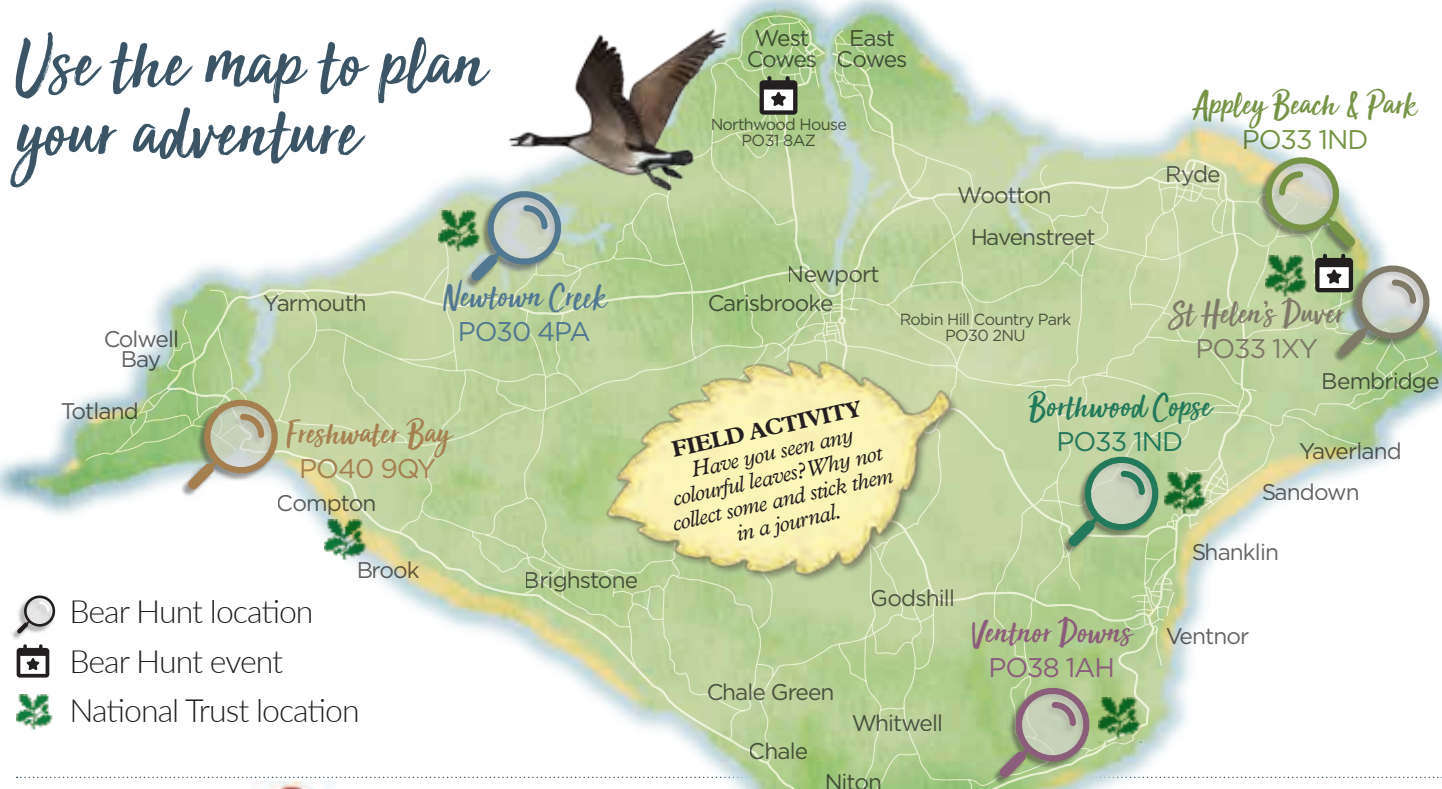 Use the map to plan
your adventure
West
Cowes
East
Cowes
Northwood House
PO31 8AZ
Appley Beach & Park
PO33 1ND
Ryde
Wootton
Havenstreet
Newport
Carisbrooke
Newtown Creek
PO30 4PA
Yarmouth
Colwell
Bay
Totland
Robin Hill Country Park
PO30 2NU
St Helen's Duver
PO33 1XY
Bembridge
Freshwater Bay
PO40 9QY
Compton
Brook
FIELD ACTIVITY
Have you seen any
colourful leaves? Why not
collect some and stick them
in a journal.
Borthwood Copse
PO33 1ND
Yaverland
Sandown
Shanklin
Brighstone
Godshill
Ventnor Downs
PO38 1AH
Ventnor
Chale Green
Whitwell
Chale
Niton
Bear Hunt location
Bear Hunt event
National Trust location